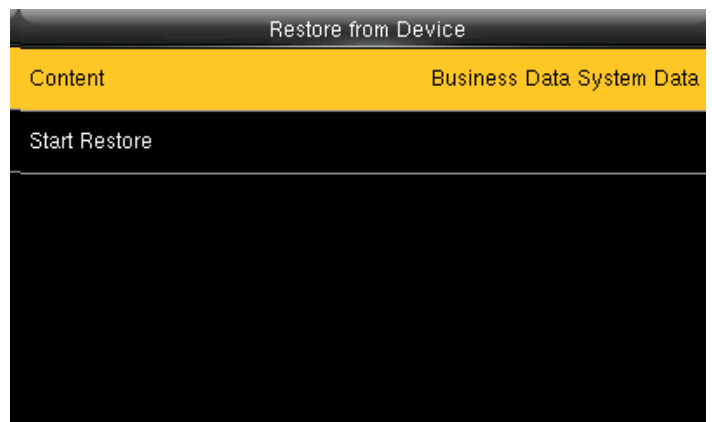 Restore from Device
Content Business Data System Data
Start Restore